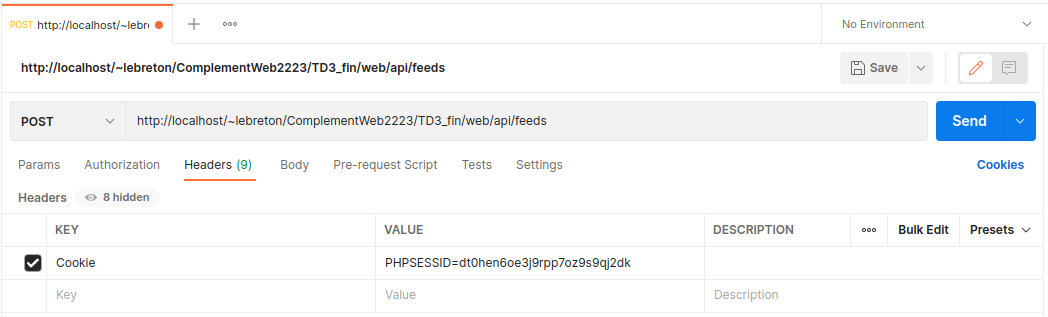 POST http://localhost/~lebre
No Environment
http://localhost/~lebreton/ComplementWeb2223/TD3_fin/web/api/feeds
Save
POST http://localhost/~lebreton/ComplementWeb2223/TD3_fin/web/api/feeds Send
Params Authorization Headers (9) Body Pre-request Script Tests Settings Cookies
Headers 8 hidden
KEY VALUE DESCRIPTION Bulk Edit Presets
Cookie PHPSESSID=dt0hen6oe3j9rpp7oz9s9qj2dk
Key Value Description